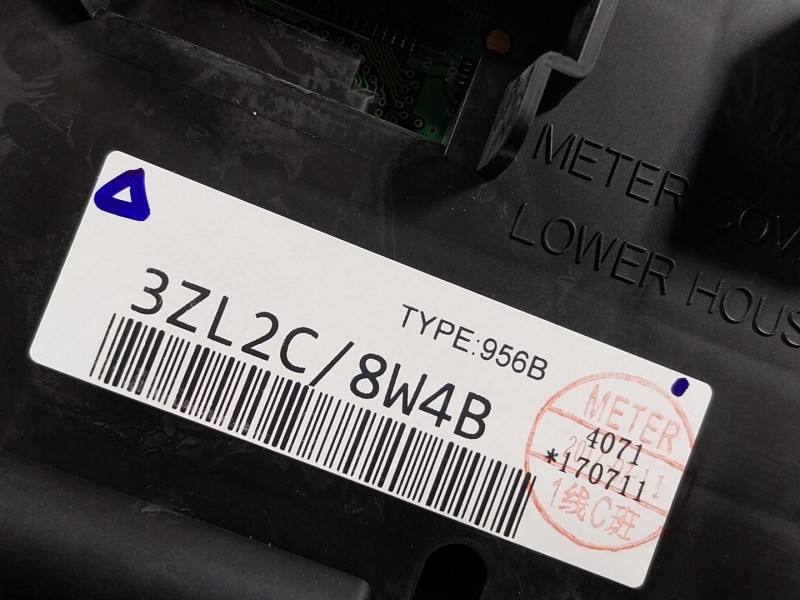 METER COV
LOWER HOUS
TYPE:956B
3ZL2C/8W4B
METER
4071
*170711
1线C班